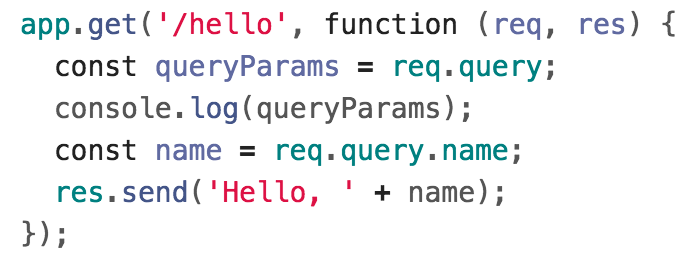 app.get('/hello', function (req, res) {
  const queryParams = req.query;
  console.log(queryParams);
  const name = req.query.name;
  res.send('Hello, ' + name);
});